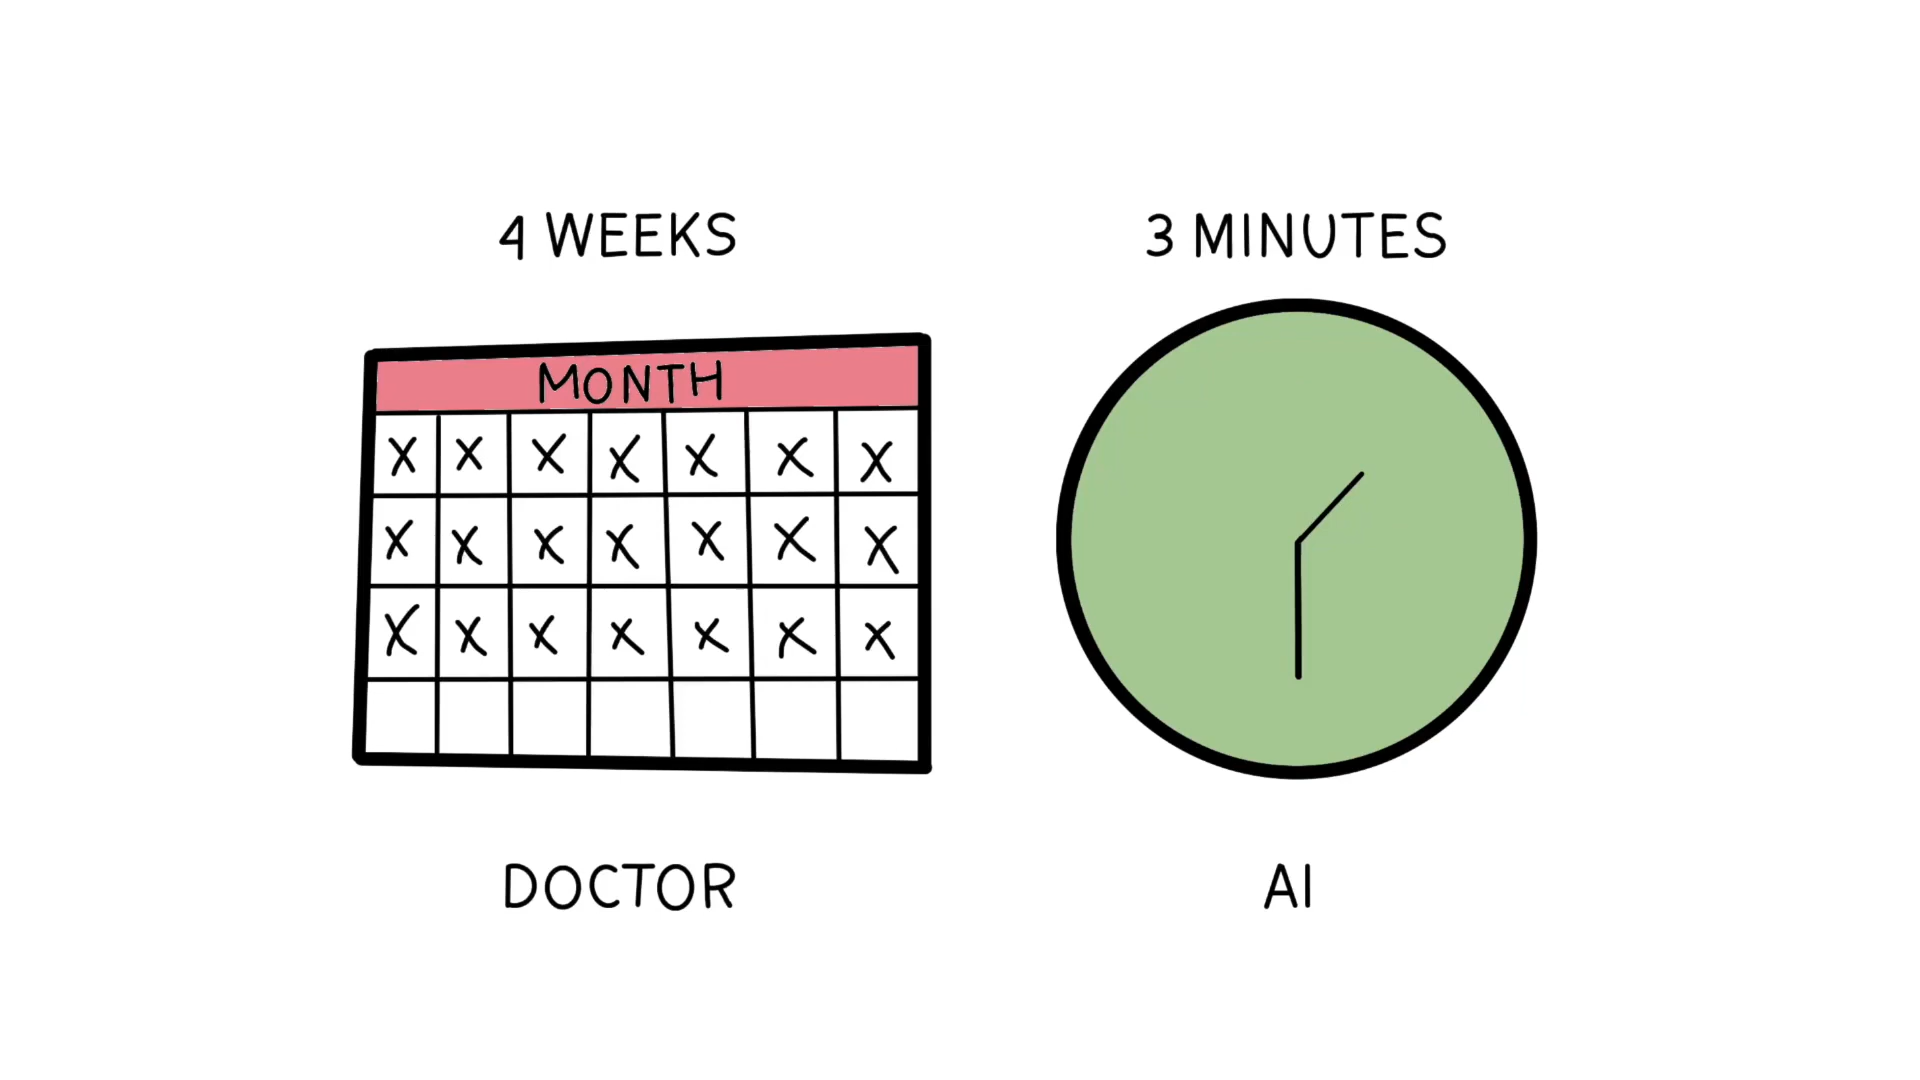 4 WEEKS
3 MINUTES
MONTH
X X X X X X X
X X X X X X X
X X X X X X X
DOCTOR
AI